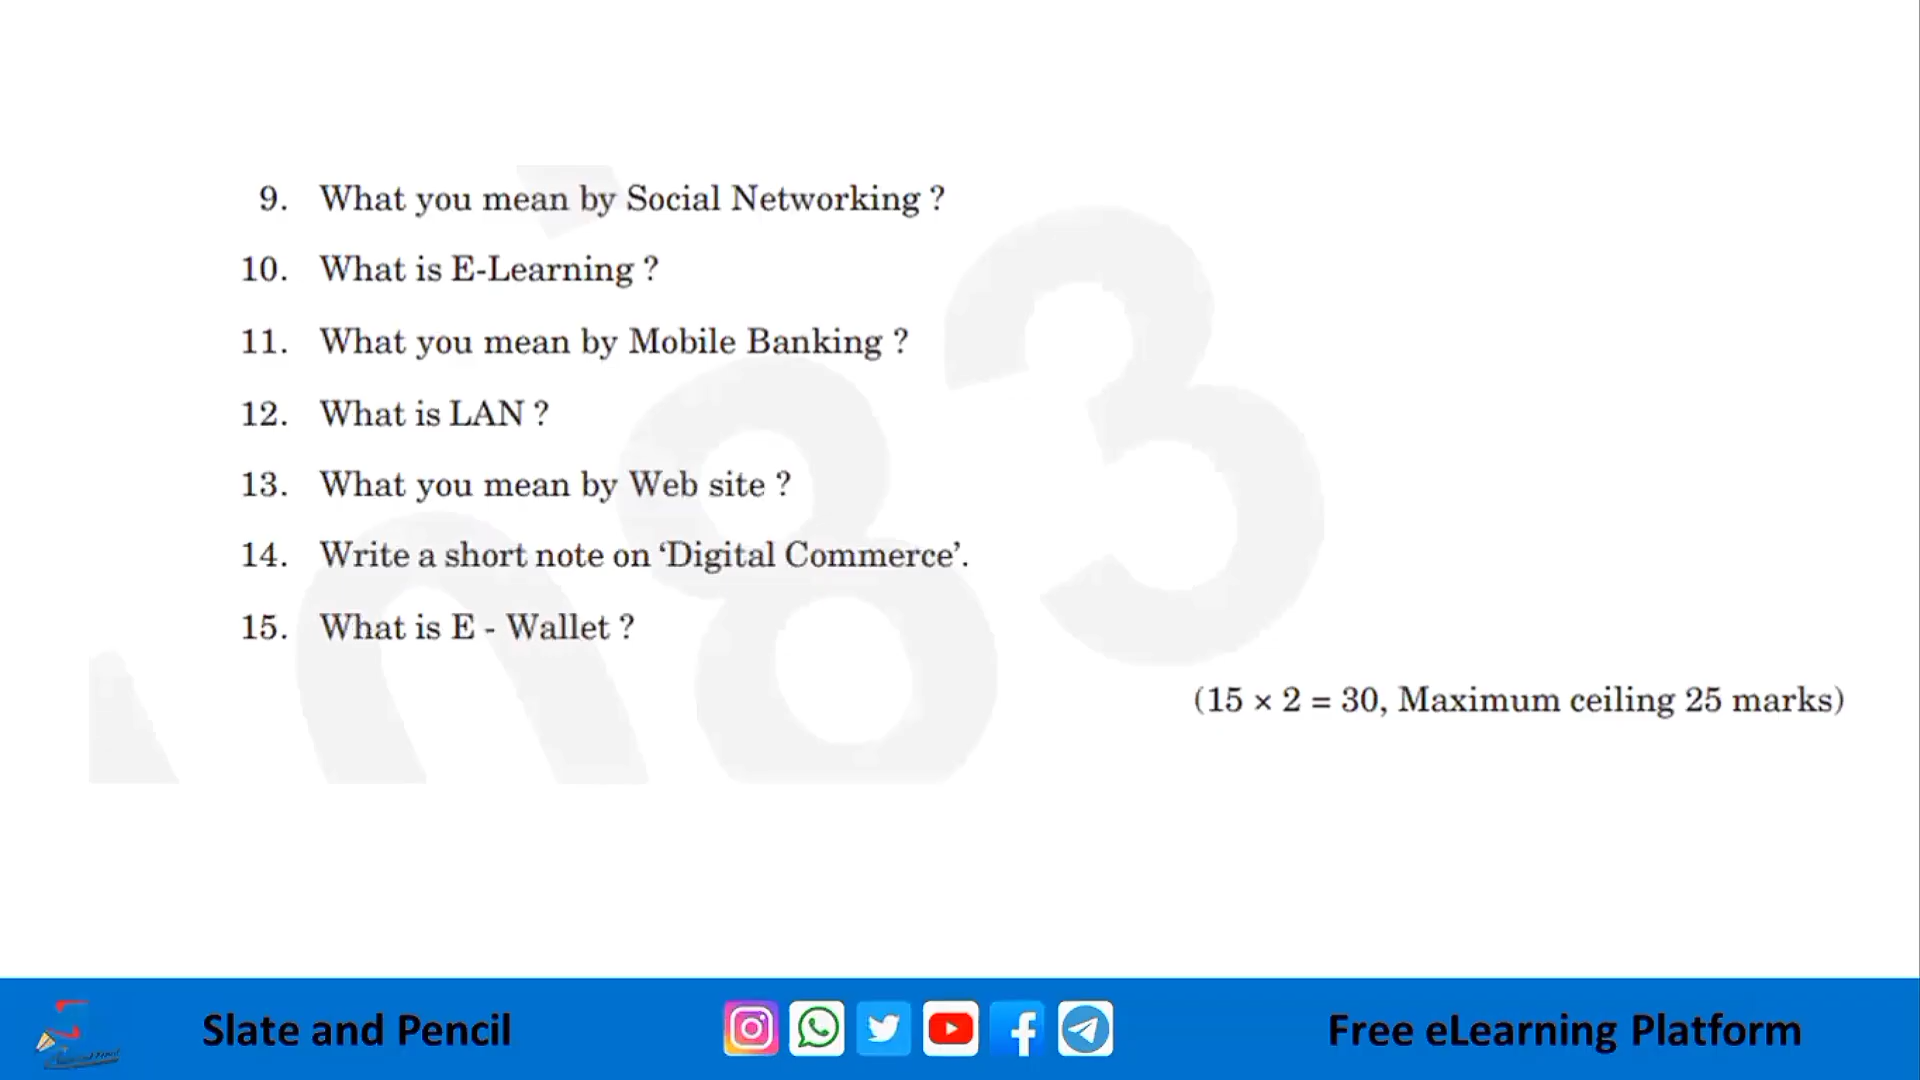 9. What you mean by Social Networking ?
10. What is E-Learning ?
11. What you mean by Mobile Banking ?
12. What is LAN ?
13. What you mean by Web site ?
14. Write a short note on ‘Digital Commerce’.
15. What is E - Wallet ?
(15 × 2 = 30, Maximum ceiling 25 marks)
Slate and Pencil
Free eLearning Platform